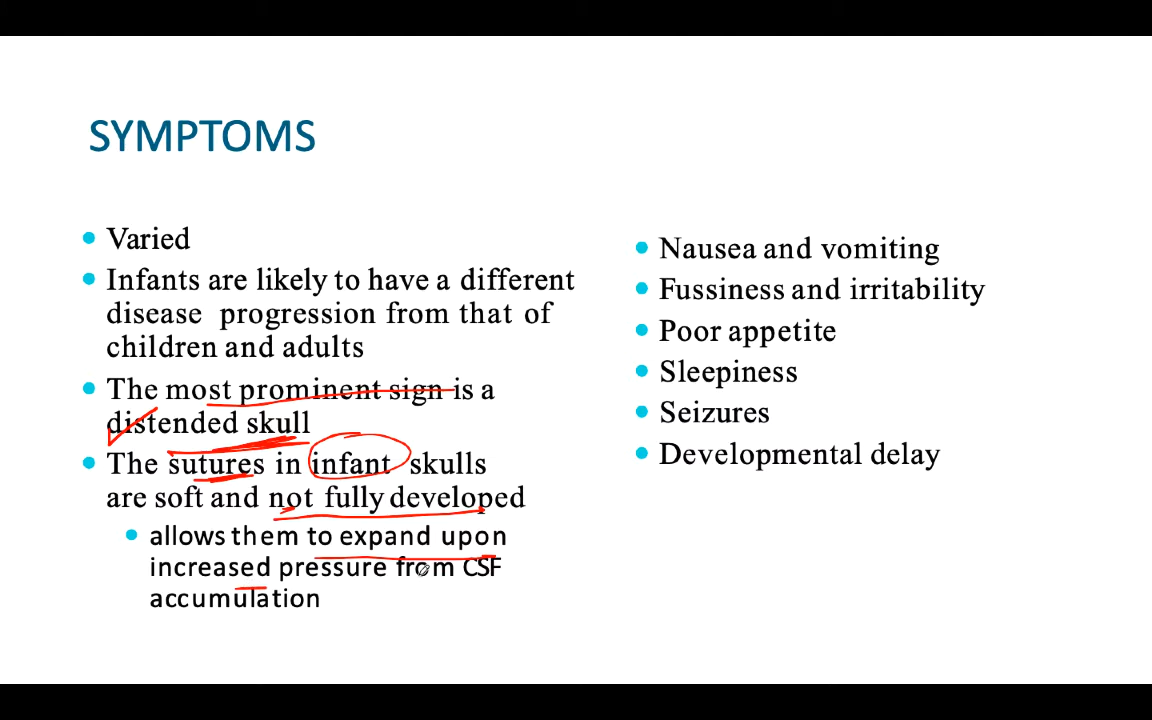 SYMPTOMS
Varied
Infants are likely to have a different
disease progression from that of
children and adults
The most prominent sign is a
distended skull
The sutures in infant skulls
are soft and not fully developed
allows them to expand upon
increased pressure from CSF
accumulation
Nausea and vomiting
Fussiness and irritability
Poor appetite
Sleepiness
Seizures
Developmental delay